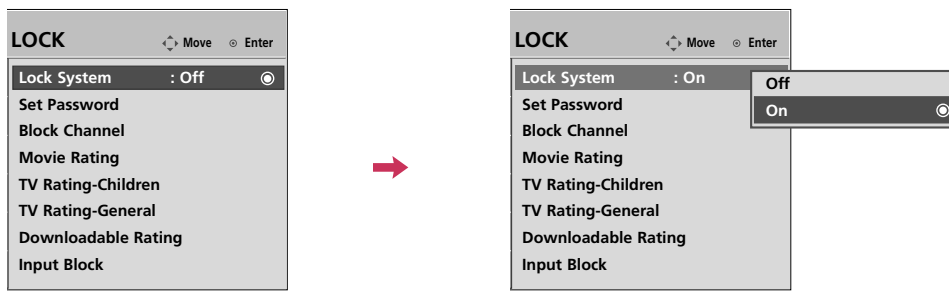 LOCK Move Enter
Lock System : Off
Set Password
Block Channel
Movie Rating
TV Rating-Children
TV Rating-General
Downloadable Rating
Input Block
LOCK Move Enter
Lock System : On
Set Password
Block Channel
Movie Rating
TV Rating-Children
TV Rating-General
Downloadable Rating
Input Block
Off
On